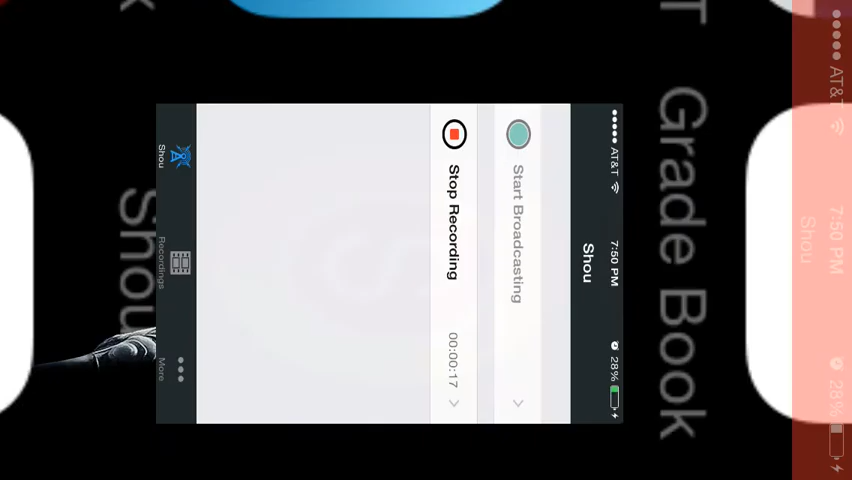 ●●●●● AT&T 7:50 PM 28%
Shou
T Grade Book
●●●●● AT&T 7:50 PM 28%
Shou
Start Broadcasting
Stop Recording 00:00:17
Shou Recordings More
Shou